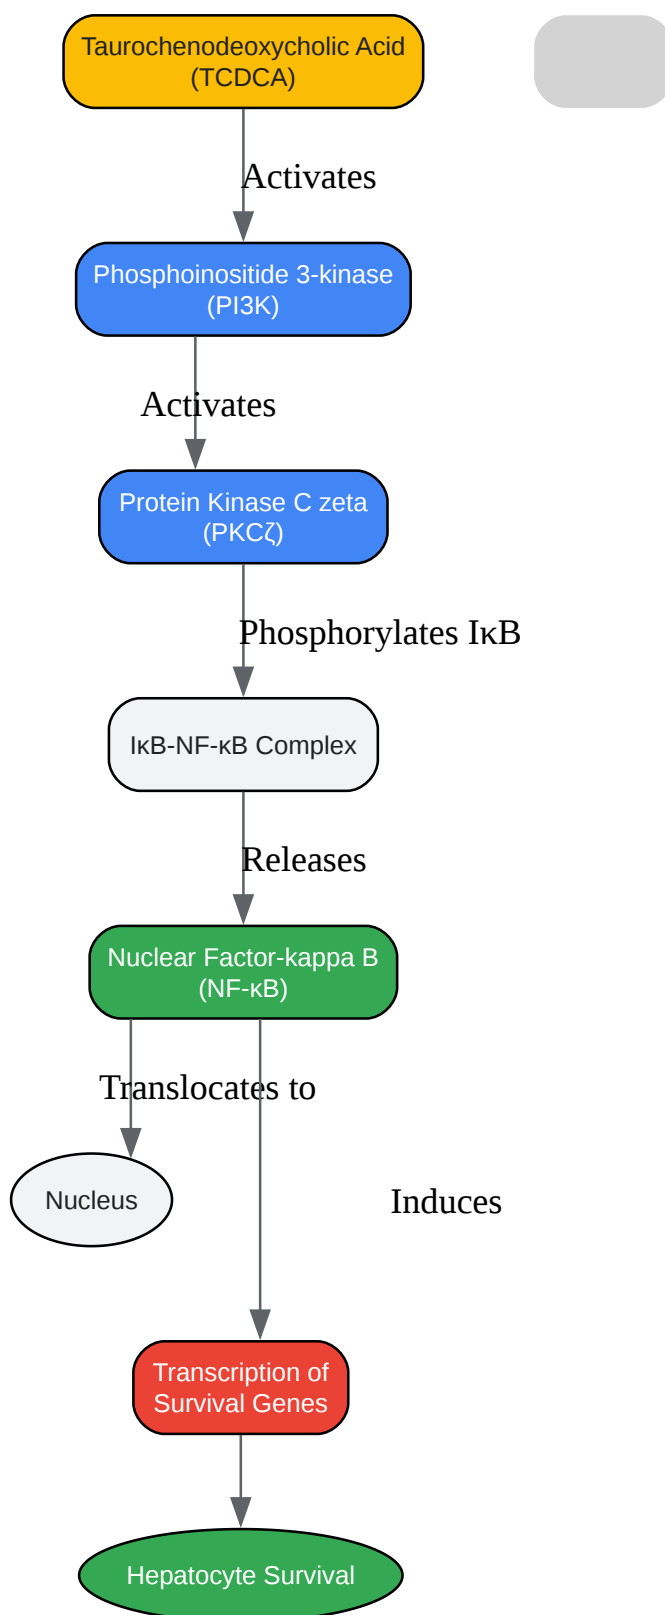 Taurochenodeoxycholic Acid
(TCDCA)
Activates
Phosphoinositide 3-kinase
(PI3K)
Activates
Protein Kinase C zeta
(PKCζ)
Phosphorylates IκB
IκB-NF-κB Complex
Releases
Nuclear Factor-kappa B
(NF-κB)
Translocates to
Nucleus
Induces
Transcription of
Survival Genes
Hepatocyte Survival